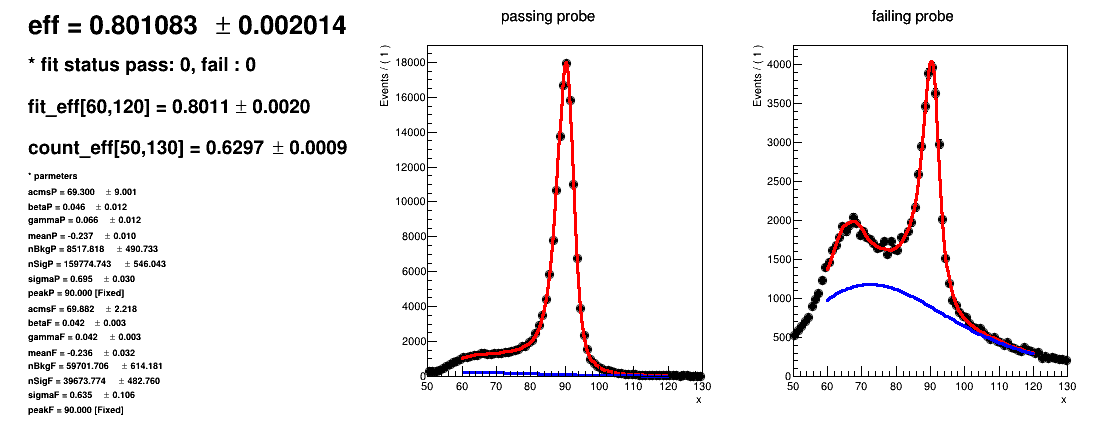 eff = 0.801083 ± 0.002014
* fit status pass: 0, fail : 0
fit_eff[60,120] = 0.8011 ± 0.0020
count_eff[50,130] = 0.6297 ± 0.0009
* parmeters
acmsP = 69.300 ± 9.001
betaP = 0.046 ± 0.012
gammaP = 0.066 ± 0.012
meanP = -0.237 ± 0.010
nBkgP = 8517.818 ± 490.733
nSigP = 159774.743 ± 546.043
sigmaP = 0.695 ± 0.030
peakP = 90.000 [Fixed]
acmsF = 69.882 ± 2.218
betaF = 0.042 ± 0.003
gammaF = 0.042 ± 0.003
meanF = -0.236 ± 0.032
nBkgF = 59701.706 ± 614.181
nSigF = 39673.774 ± 482.760
sigmaF = 0.635 ± 0.106
peakF = 90.000 [Fixed]
passing probe
Events / ( 1 )
18000
16000
14000
12000
10000
8000
6000
4000
2000
0
50 60 70 80 90 100 110 120 130
x
failing probe
Events / ( 1 )
4000
3500
3000
2500
2000
1500
1000
500
0
50 60 70 80 90 100 110 120 130
x